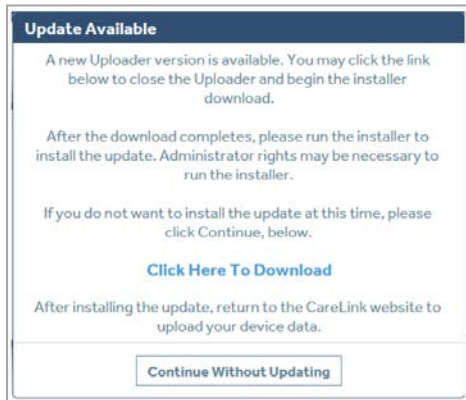 Update Available
A new Uploader version is available. You may click the link
below to close the Uploader and begin the installer
download.
After the download completes, please run the installer to
install the update. Administrator rights may be necessary to
run the installer.
If you do not want to install the update at this time, please
click Continue, below.
Click Here To Download
After installing the update, return to the CareLink website to
upload your device data.
Continue Without Updating